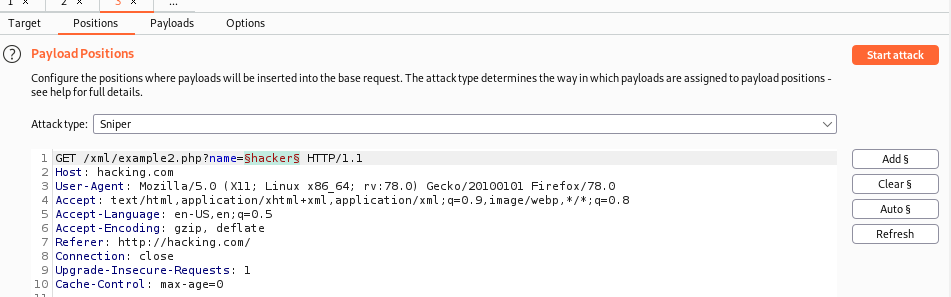 1 × 2 × 3 × ...
Target Positions Payloads Options
? Payload Positions Start attack
Configure the positions where payloads will be inserted into the base request. The attack type determines the way in which payloads are assigned to payload positions -
see help for full details.
Attack type: Sniper
1 GET /xml/example2.php?name=§hacker§ HTTP/1.1 Add §
2 Host: hacking.com
3 User-Agent: Mozilla/5.0 (X11; Linux x86_64; rv:78.0) Gecko/20100101 Firefox/78.0 Clear §
4 Accept: text/html,application/xhtml+xml,application/xml;q=0.9,image/webp,*/*;q=0.8
5 Accept-Language: en-US,en;q=0.5 Auto §
6 Accept-Encoding: gzip, deflate
7 Referer: http://hacking.com/ Refresh
8 Connection: close
9 Upgrade-Insecure-Requests: 1
10 Cache-Control: max-age=0
11